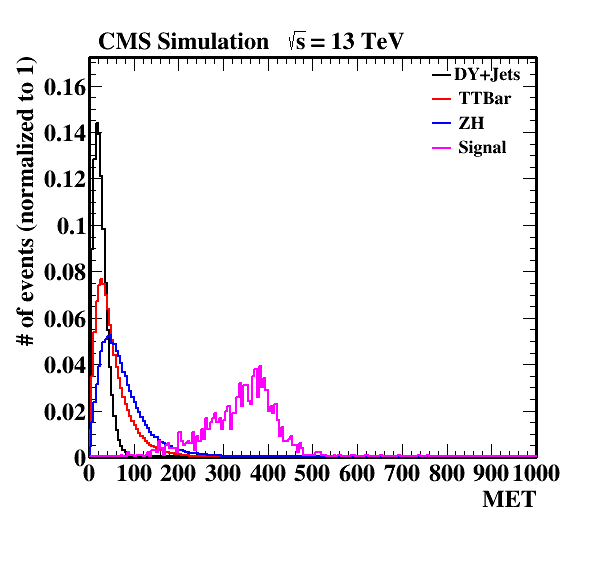 CMS Simulation √s = 13 TeV
# of events (normalized to 1)
0.16
0.14
0.12
0.1
0.08
0.06
0.04
0.02
0
DY+Jets
TTBar
ZH
Signal
0 100 200 300 400 500 600 700 800 900 1000
MET